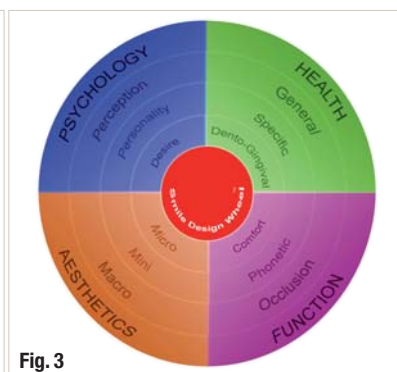 PSYCHOLOGY
Perception
Personality
Desire
HEALTH
General
Specific
Dento-Gingival
Smile Design Wheel
AESTHETICS
Macro
Mini
Micro
Comfort
Phonetic
Occlusion
FUNCTION
Fig. 3